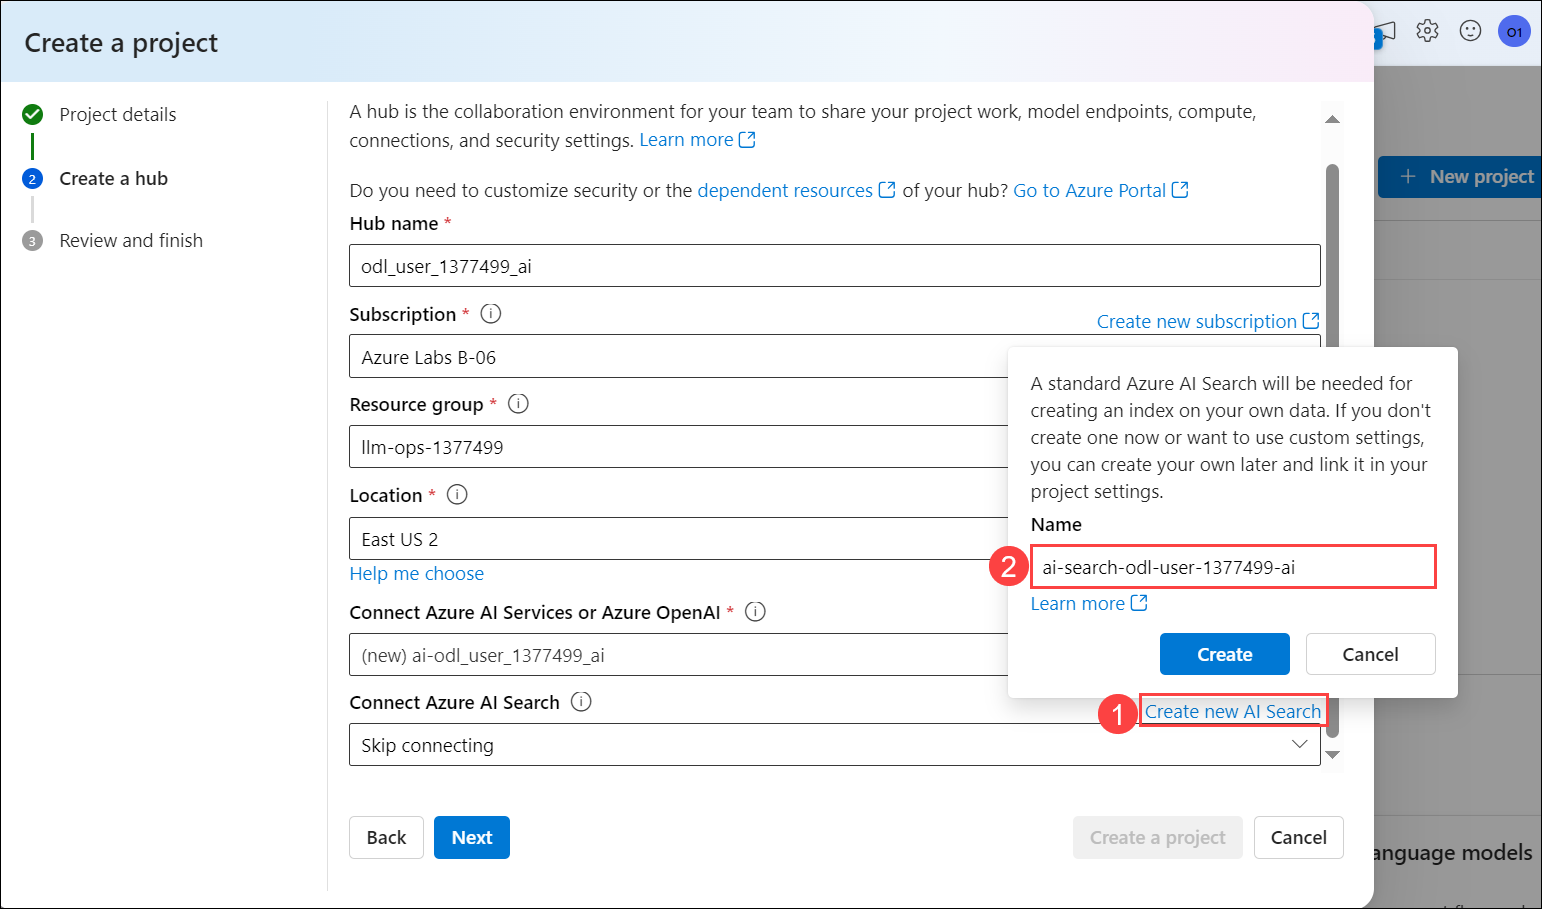 Create a project
O1
Project details
2
Create a hub
3
Review and finish
A hub is the collaboration environment for your team to share your project work, model endpoints, compute,
connections, and security settings. Learn more
Do you need to customize security or the dependent resources of your hub? Go to Azure Portal
+ New project
Hub name *
odl_user_1377499_ai
Subscription *
Create new subscription
Azure Labs B-06
Resource group *
llm-ops-1377499
Location *
East US 2
Help me choose
Connect Azure AI Services or Azure OpenAI *
(new) ai-odl_user_1377499_ai
Connect Azure AI Search
1
Create new AI Search
Skip connecting
A standard Azure AI Search will be needed for
creating an index on your own data. If you don't
create one now or want to use custom settings,
you can create your own later and link it in your
project settings.
Name
2
ai-search-odl-user-1377499-ai
Learn more
Create
Cancel
Back
Next
Create a project
Cancel
anguage models